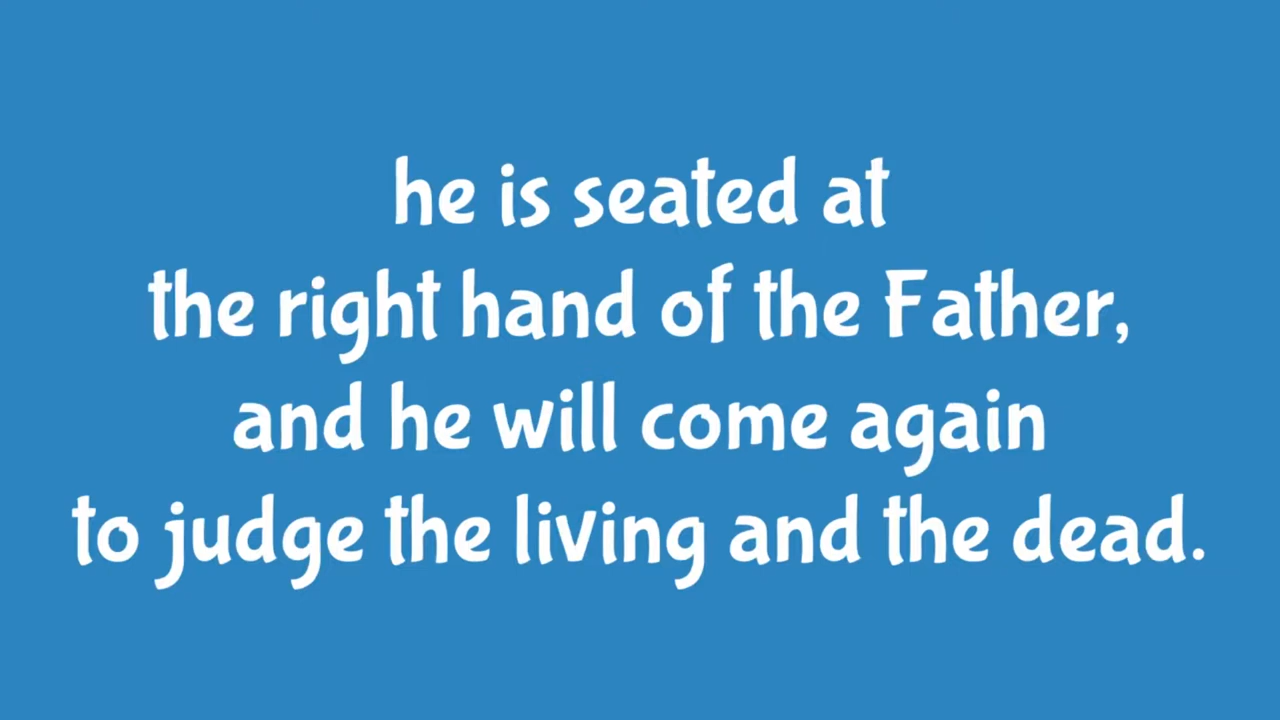 he is seated at
the right hand of the Father,
and he will come again
to judge the living and the dead.